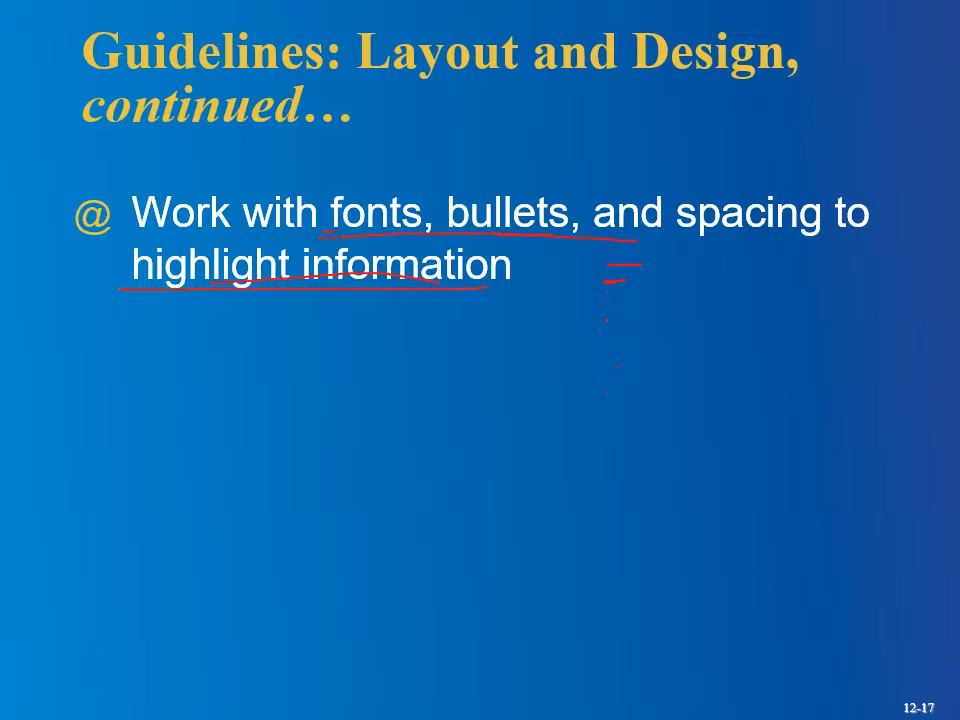 Guidelines: Layout and Design,
continued…
@ Work with fonts, bullets, and spacing to
highlight information
12-17